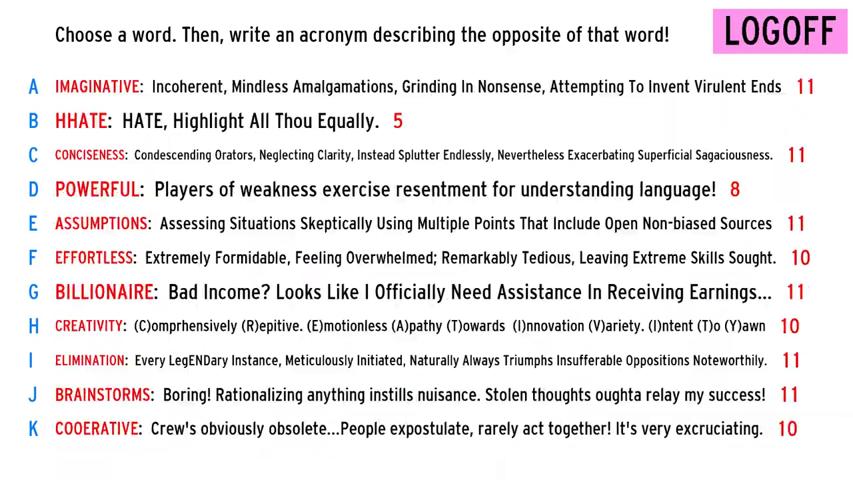 Choose a word. Then, write an acronym describing the opposite of that word!
LOGOFF
A IMAGINATIVE: Incoherent, Mindless Amalgamations, Grinding In Nonsense, Attempting To Invent Virulent Ends 11
B HHATE: HATE, Highlight All Thou Equally. 5
C CONCISENESS: Condescending Orators, Neglecting Clarity, Instead Splutter Endlessly, Nevertheless Exacerbating Superficial Sagaciousness. 11
D POWERFUL: Players of weakness exercise resentment for understanding language! 8
E ASSUMPTIONS: Assessing Situations Skeptically Using Multiple Points That Include Open Non-biased Sources 11
F EFFORTLESS: Extremely Formidable, Feeling Overwhelmed; Remarkably Tedious, Leaving Extreme Skills Sought. 10
G BILLIONAIRE: Bad Income? Looks Like I Officially Need Assistance In Receiving Earnings... 11
H CREATIVITY: (C)omprhensively (R)epitive. (E)motionless (A)pathy (T)owards (I)nnovation (V)ariety. (I)ntent (T)o (Y)awn 10
I ELIMINATION: Every LegENDary Instance, Meticulously Initiated, Naturally Always Triumphs Insufferable Oppositions Noteworthily. 11
J BRAINSTORMS: Boring! Rationalizing anything instills nuisance. Stolen thoughts oughta relay my success! 11
K COOERATIVE: Crew's obviously obsolete...People expostulate, rarely act together! It's very excruciating. 10